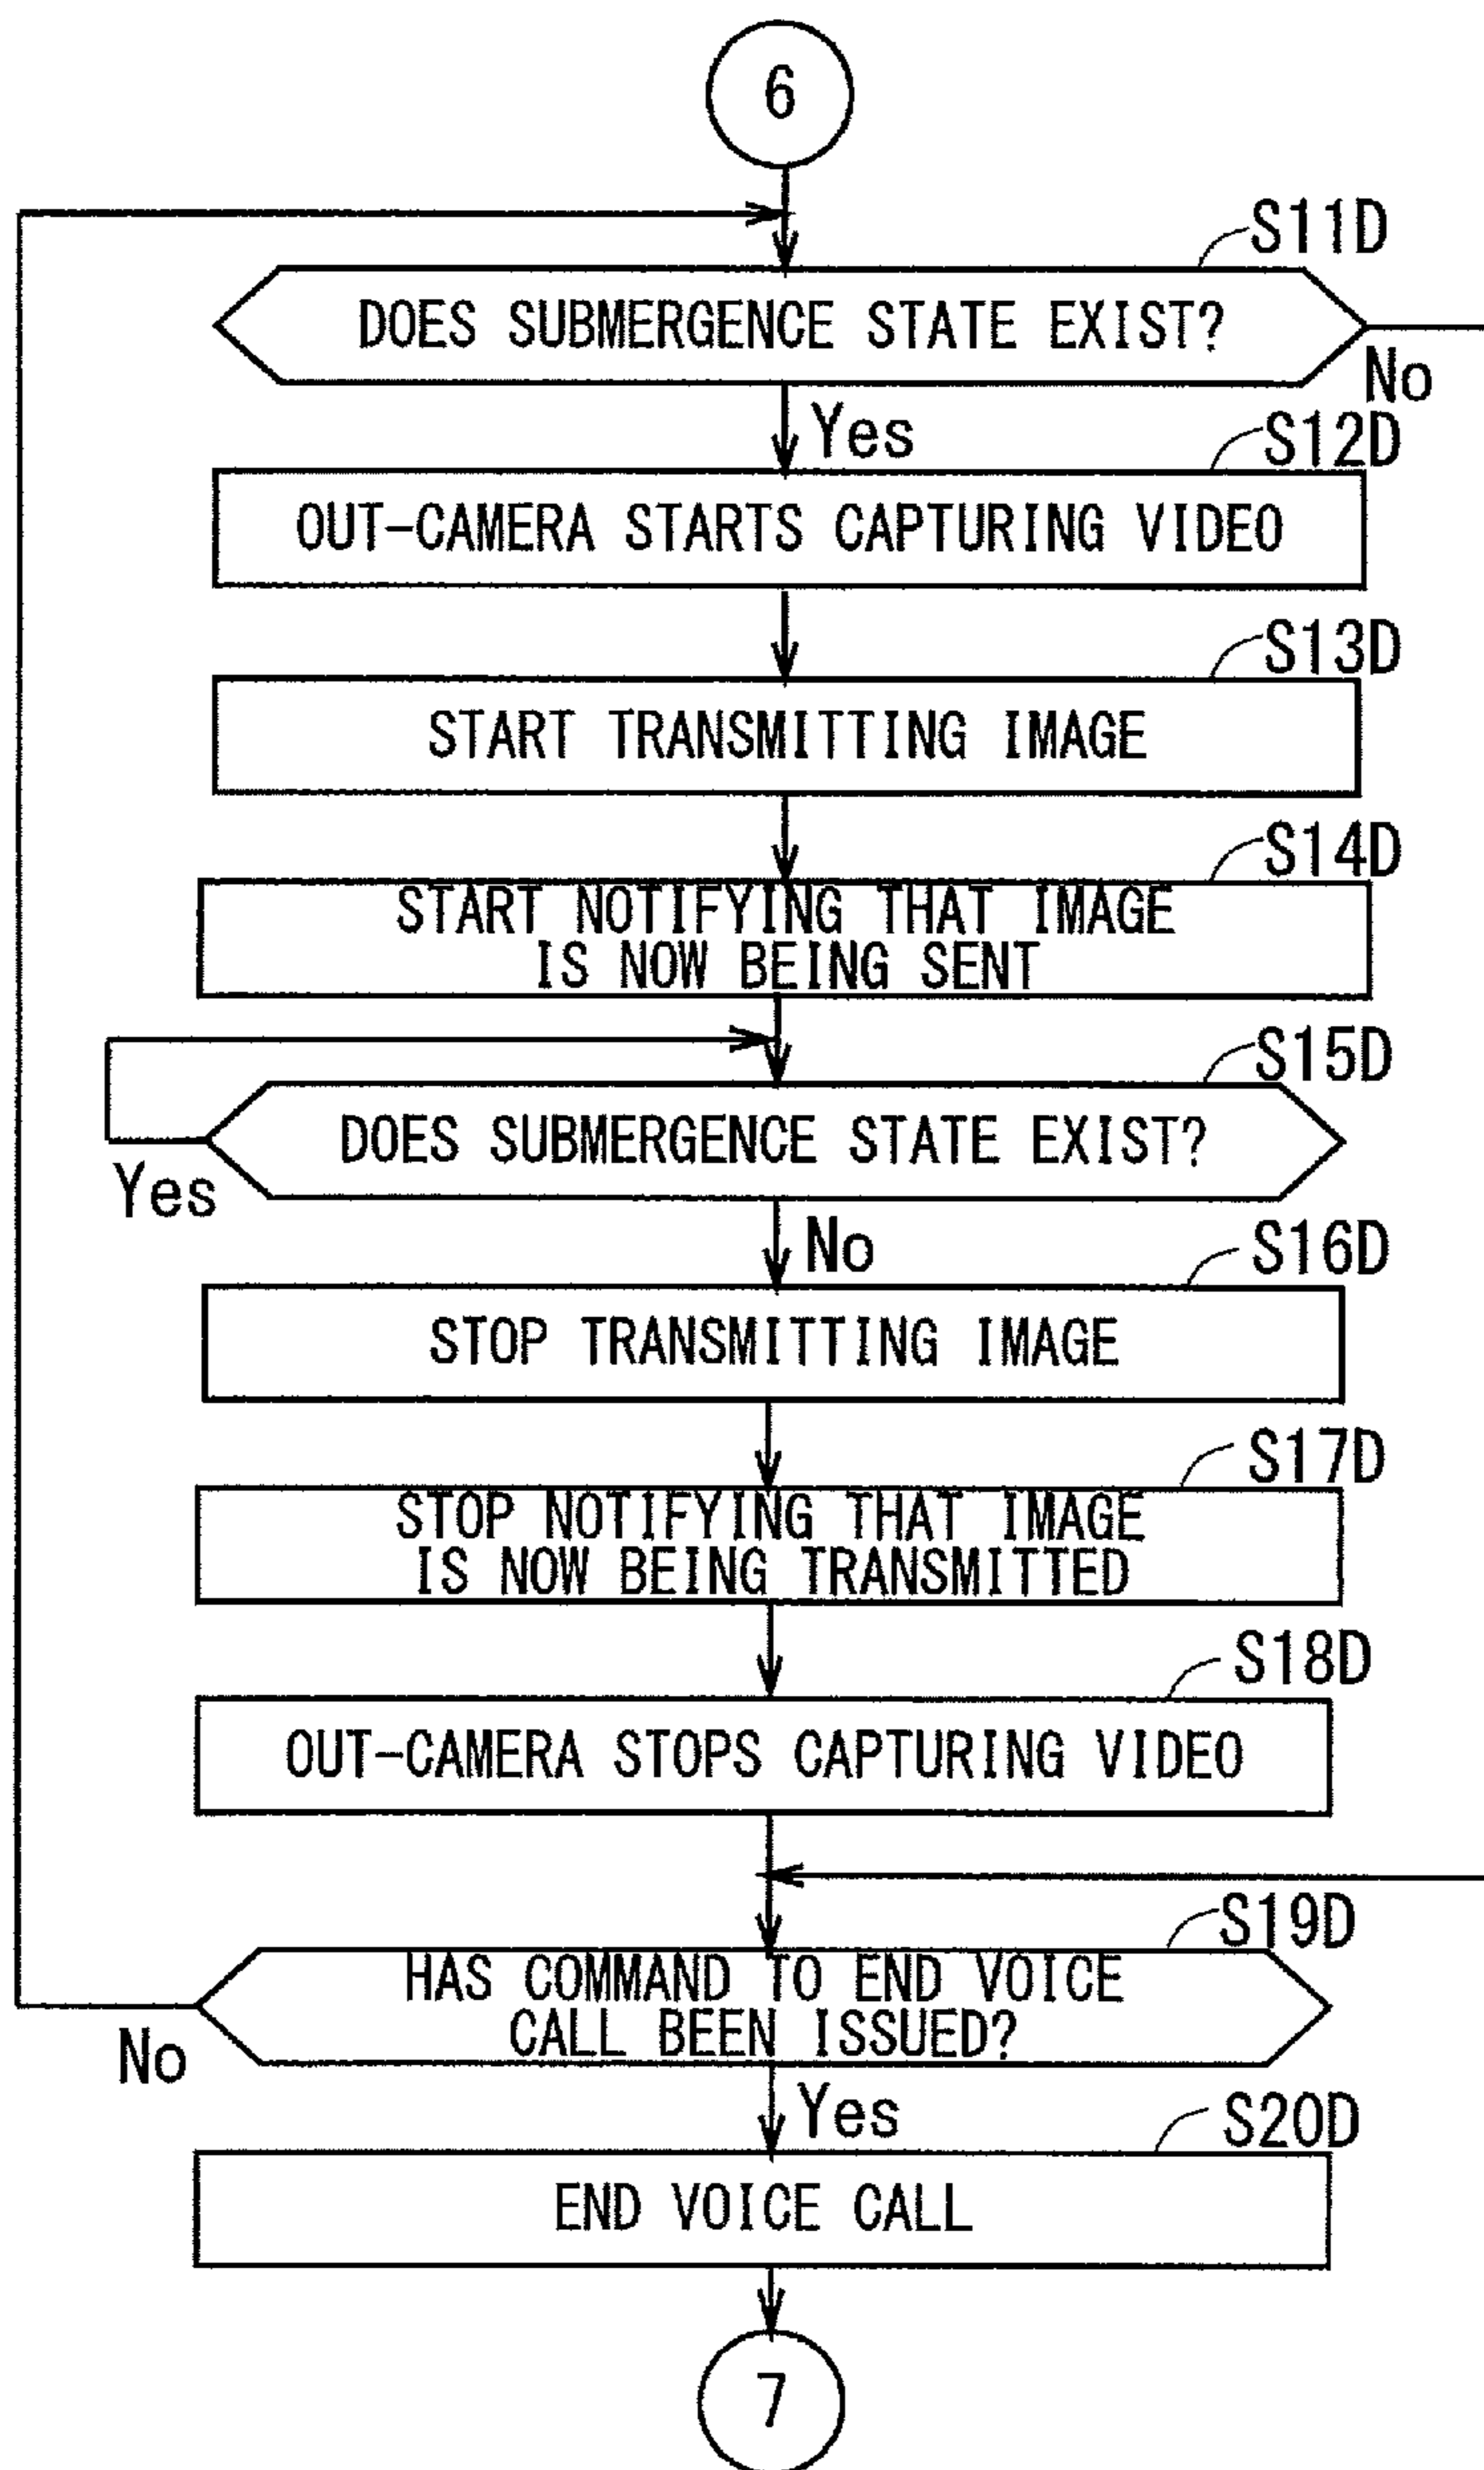 6
S11D
DOES SUBMERGENCE STATE EXIST?
No
Yes
S12D
OUT-CAMERA STARTS CAPTURING VIDEO
S13D
START TRANSMITTING IMAGE
S14D
START NOTIFYING THAT IMAGE
IS NOW BEING SENT
S15D
DOES SUBMERGENCE STATE EXIST?
Yes
No
S16D
STOP TRANSMITTING IMAGE
S17D
STOP NOTIFYING THAT IMAGE
IS NOW BEING TRANSMITTED
S18D
OUT-CAMERA STOPS CAPTURING VIDEO
S19D
HAS COMMAND TO END VOICE
CALL BEEN ISSUED?
No
Yes
S20D
END VOICE CALL
7